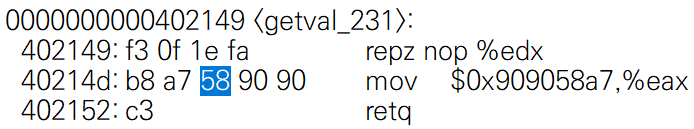 0000000000402149 <getval_231>:
402149: f3 0f 1e fa repz nop %edx
40214d: b8 a7 58 90 90 mov $0x909058a7,%eax
402152: c3 retq